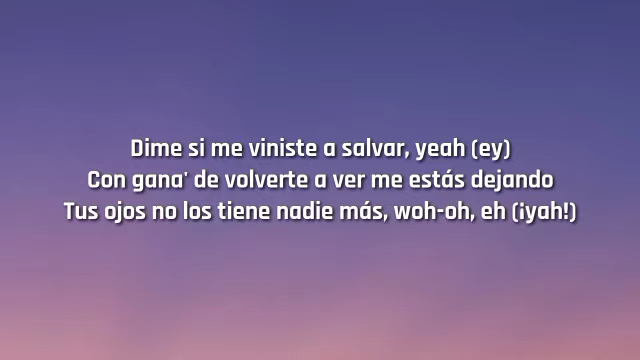 Dime si me viniste a salvar, yeah (ey)
Con gana' de volverte a ver me estás dejando
Tus ojos no los tiene nadie más, woh-oh, eh (¡yah!)